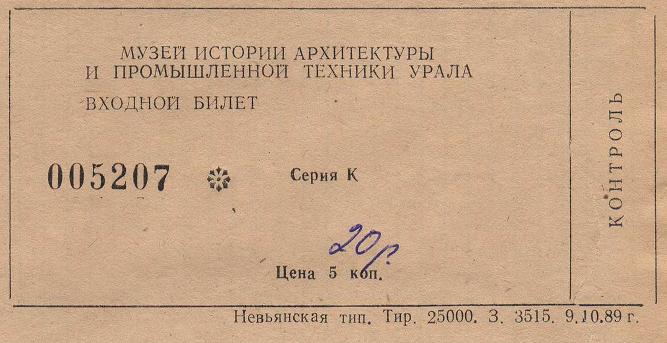 МУЗЕЙ ИСТОРИИ АРХИТЕКТУРЫ
И ПРОМЫШЛЕННОЙ ТЕХНИКИ УРАЛА
ВХОДНОЙ БИЛЕТ
005207
Серия К
20 р.
Цена 5 коп.
КОНТРОЛЬ
Невьянская тип. Тир. 25000. З. 3515. 9.10.89 г.